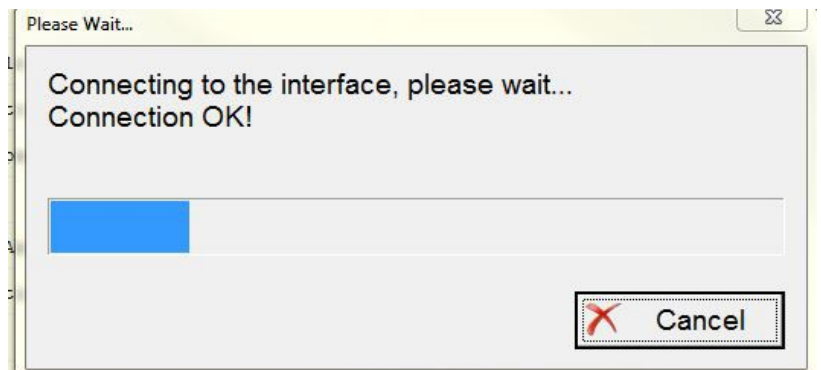 Please Wait...
Connecting to the interface, please wait...
Connection OK!
Cancel